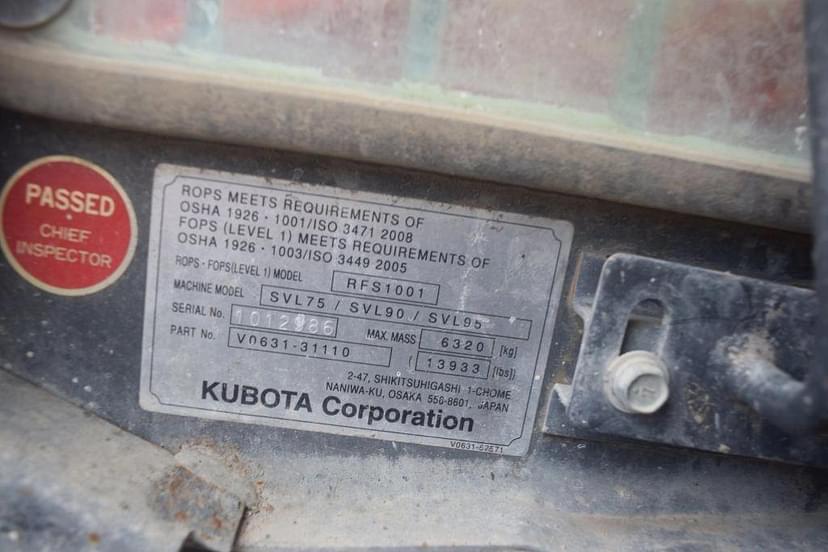 PASSED
CHIEF
INSPECTOR
ROPS MEETS REQUIREMENTS OF
OSHA 1926・1001/ISO 3471 2008
FOPS (LEVEL 1) MEETS REQUIREMENTS OF
OSHA 1926・1003/ISO 3449 2005
ROPS・FOPS(LEVEL 1) MODEL RFS1001
MACHINE MODEL SVL75 / SVL90 / SVL95
SERIAL No. 1012986 MAX. MASS 6320 [kg]
PART No. V0631-31110 ( 13933 [lbs])
2-47, SHIKITSUHIGASHI 1-CHOME
NANIWA-KU, OSAKA 556-8601, JAPAN
KUBOTA Corporation
V0631-62671